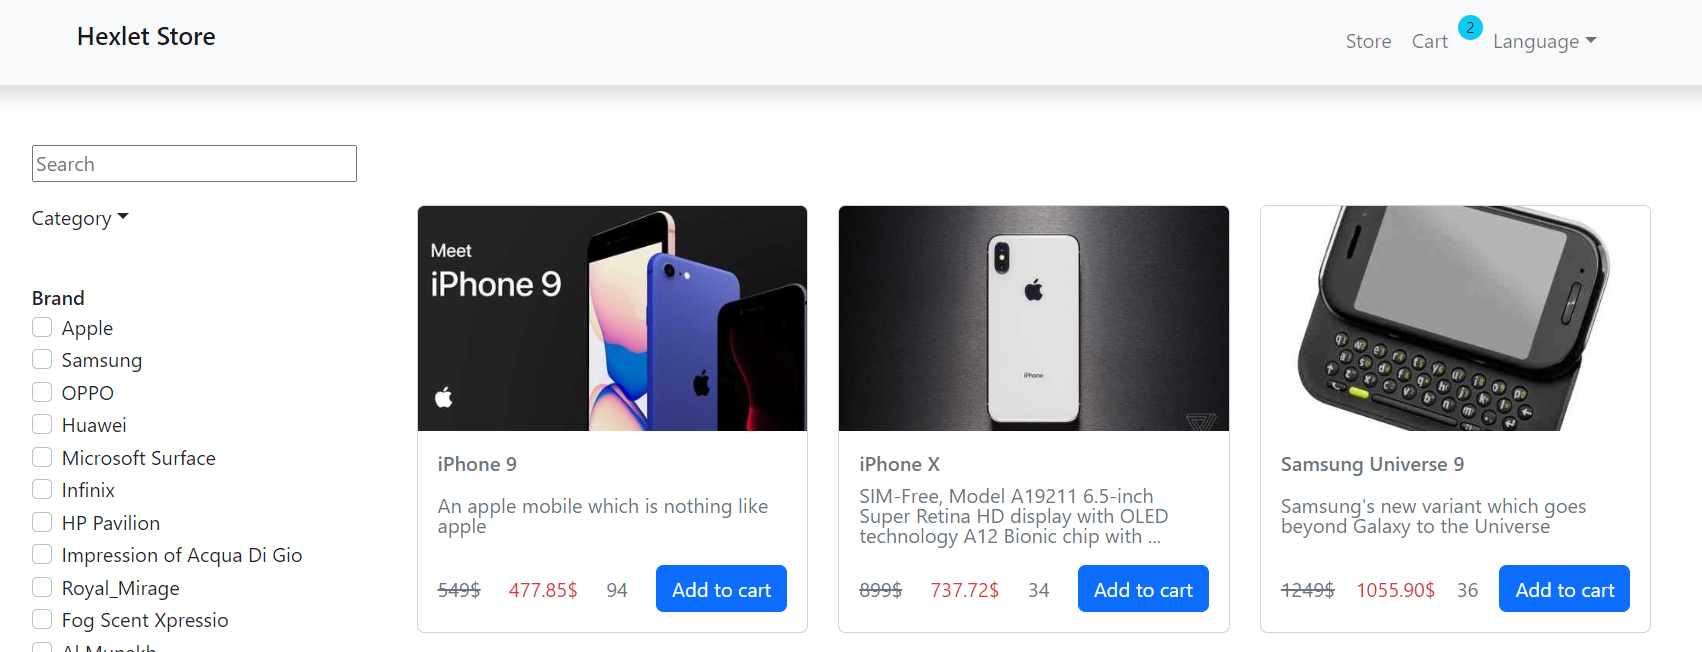 Hexlet Store
Store Cart 2 Language
Search
Category
Brand
Apple
Samsung
OPPO
Huawei
Microsoft Surface
Infinix
HP Pavilion
Impression of Acqua Di Gio
Royal_Mirage
Fog Scent Xpressio
Meet
iPhone 9
iPhone 9
An apple mobile which is nothing like
apple
549$ 477.85$ 94 Add to cart
iPhone
iPhone X
SIM-Free, Model A19211 6.5-inch
Super Retina HD display with OLED
technology A12 Bionic chip with ...
899$ 737.72$ 34 Add to cart
Samsung Universe 9
Samsung's new variant which goes
beyond Galaxy to the Universe
1249$ 1055.90$ 36 Add to cart